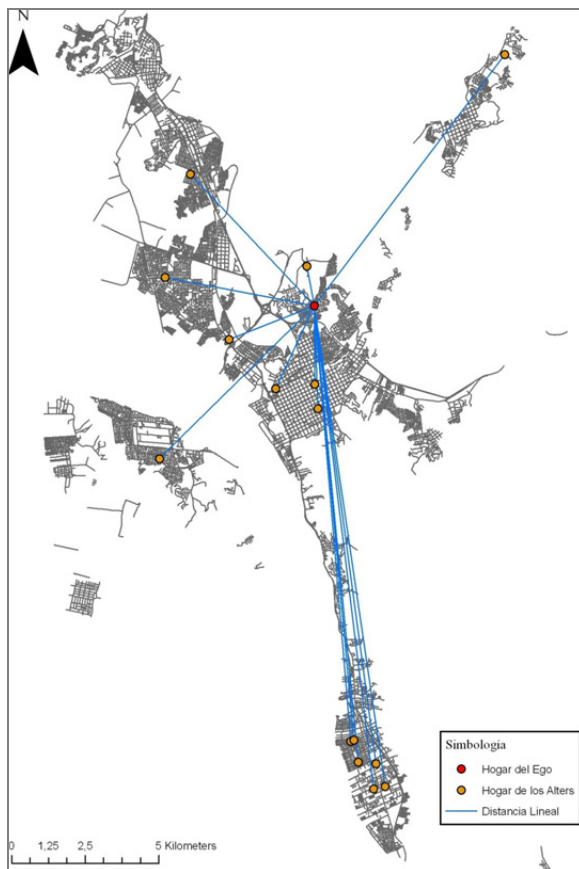 N
Simbología
Hogar del Ego
Hogar de los Alters
Distancia Lineal
0 1,25 2,5 5 Kilometers